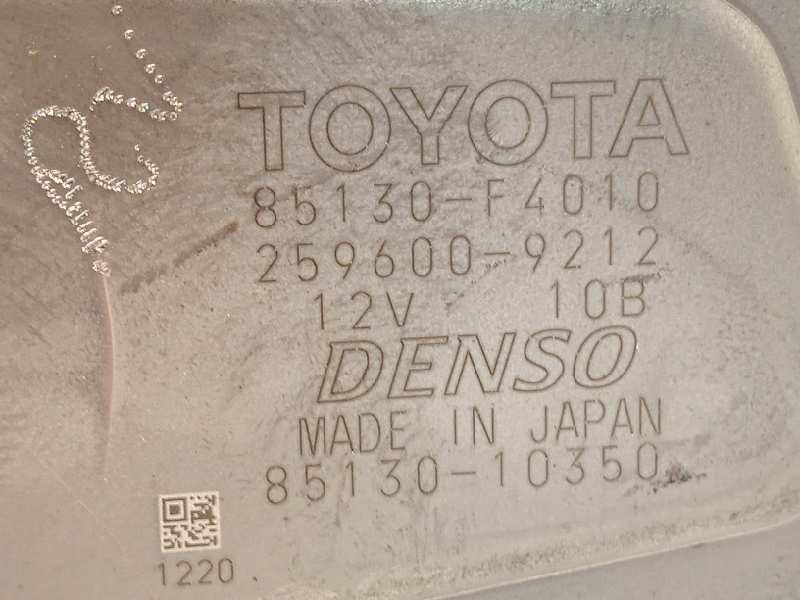 TOYOTA
85130-F4010
259600-9212
12V 10B
DENSO
MADE IN JAPAN
85130-10350
1220